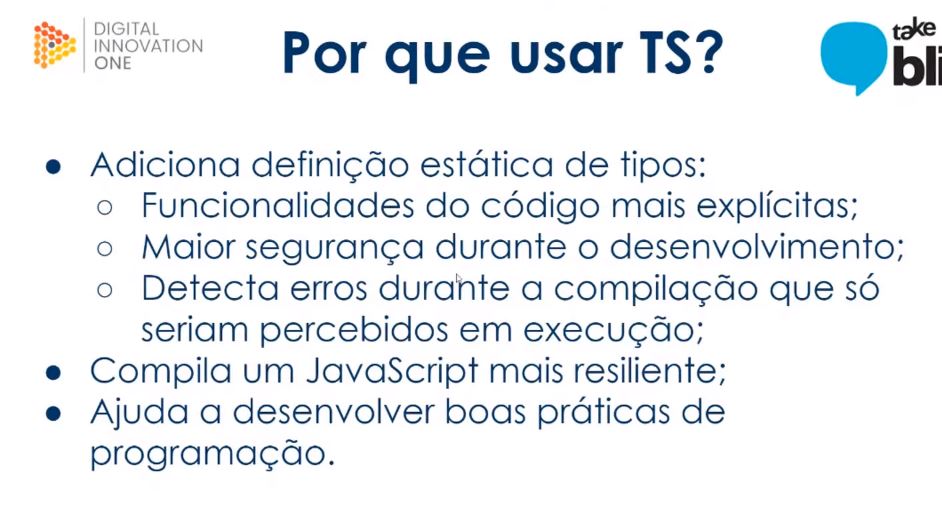 DIGITAL
INNOVATION
ONE
Por que usar TS?
take
● Adiciona definição estática de tipos:
○ Funcionalidades do código mais explícitas;
○ Maior segurança durante o desenvolvimento;
○ Detecta erros durante a compilação que só
seriam percebidos em execução;
● Compila um JavaScript mais resiliente;
● Ajuda a desenvolver boas práticas de
programação.